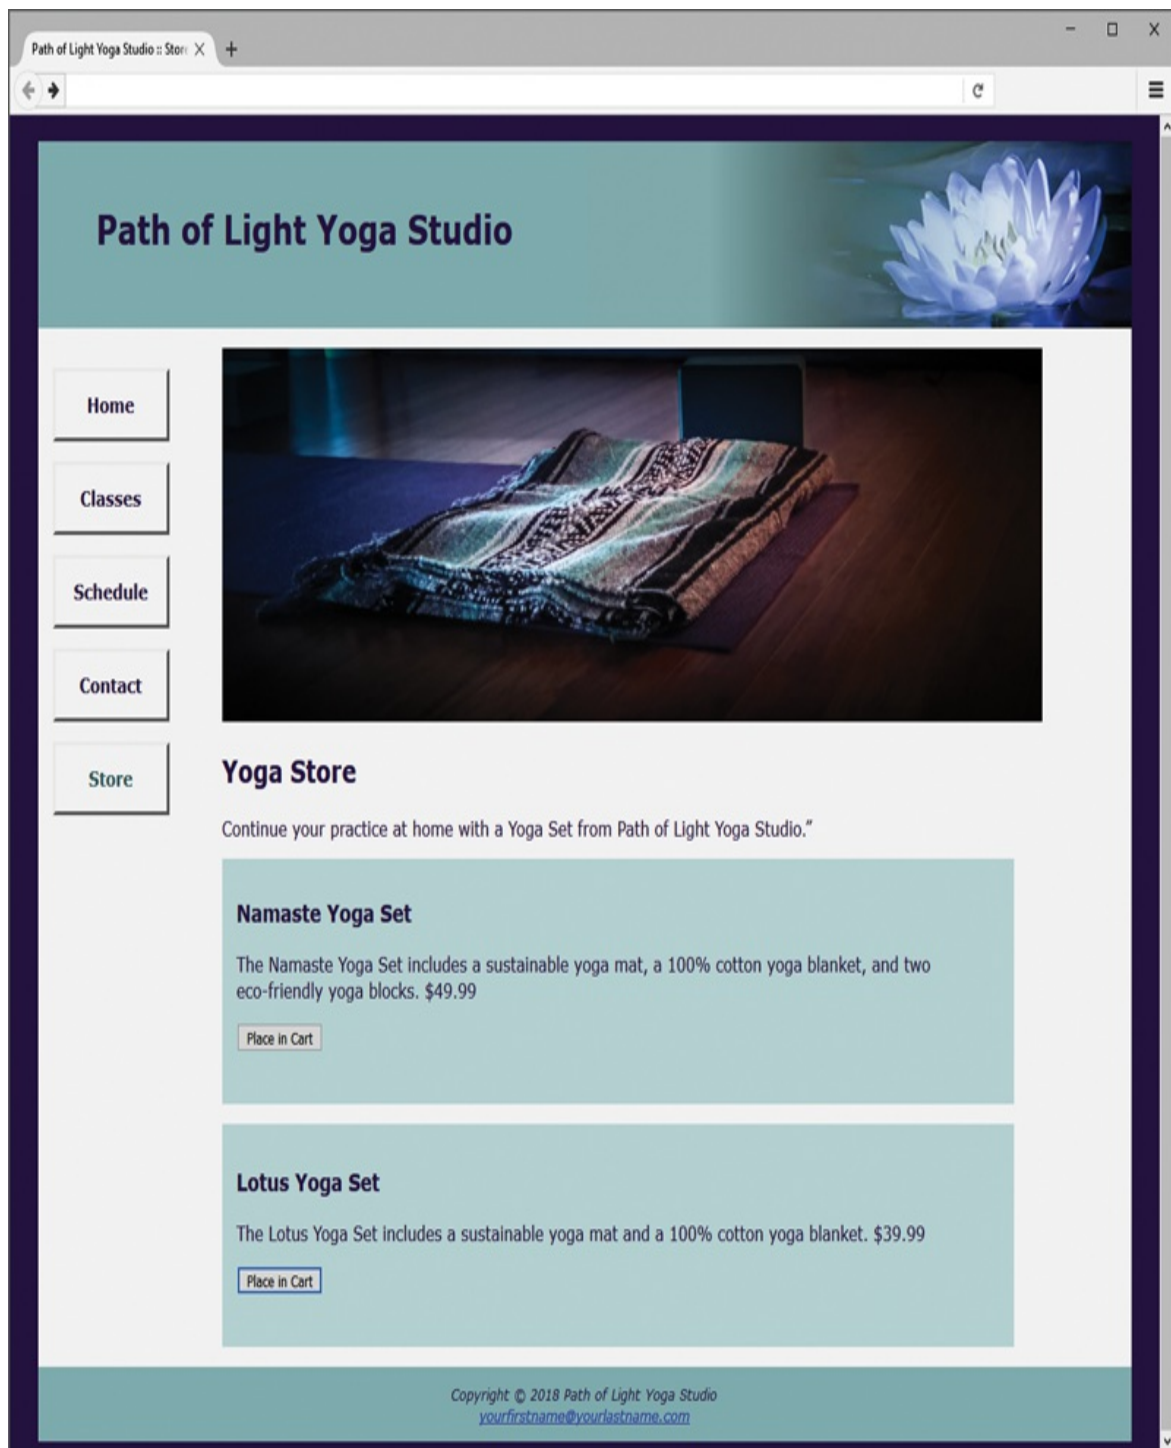 Path of Light Yoga Studio :: Stor
Path of Light Yoga Studio
Home
Classes
Schedule
Contact
Store
Yoga Store
Continue your practice at home with a Yoga Set from Path of Light Yoga Studio.”
Namaste Yoga Set
The Namaste Yoga Set includes a sustainable yoga mat, a 100% cotton yoga blanket, and two
eco-friendly yoga blocks. $49.99
Place in Cart
Lotus Yoga Set
The Lotus Yoga Set includes a sustainable yoga mat and a 100% cotton yoga blanket. $39.99
Place in Cart
Copyright © 2018 Path of Light Yoga Studio
yourfirstname@yourlastname.com